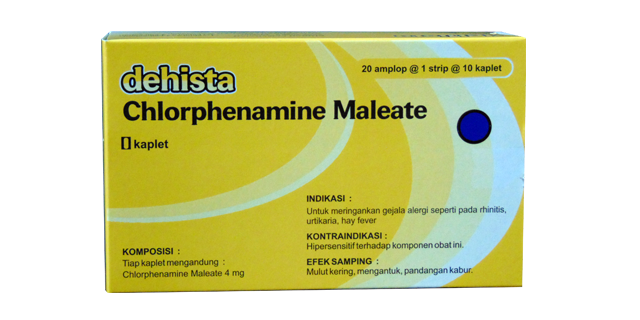 20 amplop @ 1 strip @ 10 kaplet
dehista
Chlorphenamine Maleate
kaplet
INDIKASI :
Untuk meringankan gejala alergi seperti pada rhinitis,
urtikaria, hay fever
KONTRAINDIKASI :
Hipersensitif terhadap komponen obat ini.
EFEK SAMPING :
Mulut kering, mengantuk, pandangan kabur.
KOMPOSISI :
Tiap kaplet mengandung :
Chlorphenamine Maleate 4 mg